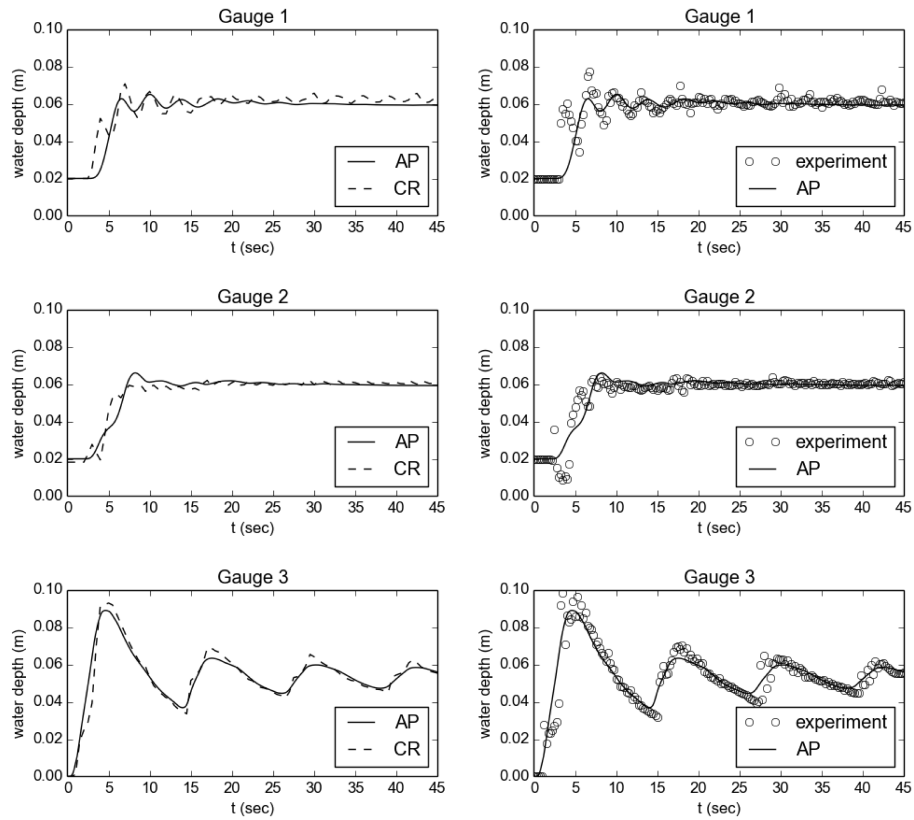 Gauge 1
0.10
0.08
0.06
0.04
0.02
0.00
water depth (m)
AP
CR
0 5 10 15 20 25 30 35 40 45
t (sec)
Gauge 1
0.10
0.08
0.06
0.04
0.02
0.00
water depth (m)
experiment
AP
0 5 10 15 20 25 30 35 40 45
t (sec)
Gauge 2
0.10
0.08
0.06
0.04
0.02
0.00
water depth (m)
AP
CR
0 5 10 15 20 25 30 35 40 45
t (sec)
Gauge 2
0.10
0.08
0.06
0.04
0.02
0.00
water depth (m)
experiment
AP
0 5 10 15 20 25 30 35 40 45
t (sec)
Gauge 3
0.10
0.08
0.06
0.04
0.02
0.00
water depth (m)
AP
CR
0 5 10 15 20 25 30 35 40 45
t (sec)
Gauge 3
0.10
0.08
0.06
0.04
0.02
0.00
water depth (m)
experiment
AP
0 5 10 15 20 25 30 35 40 45
t (sec)